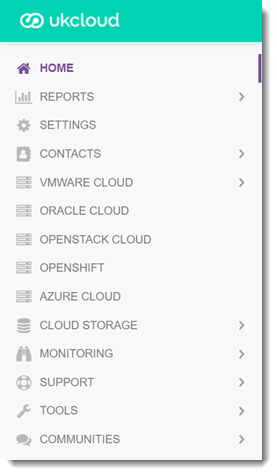 ukcloud
HOME
REPORTS
SETTINGS
CONTACTS
VMWARE CLOUD
ORACLE CLOUD
OPENSTACK CLOUD
OPENSHIFT
AZURE CLOUD
CLOUD STORAGE
MONITORING
SUPPORT
TOOLS
COMMUNITIES